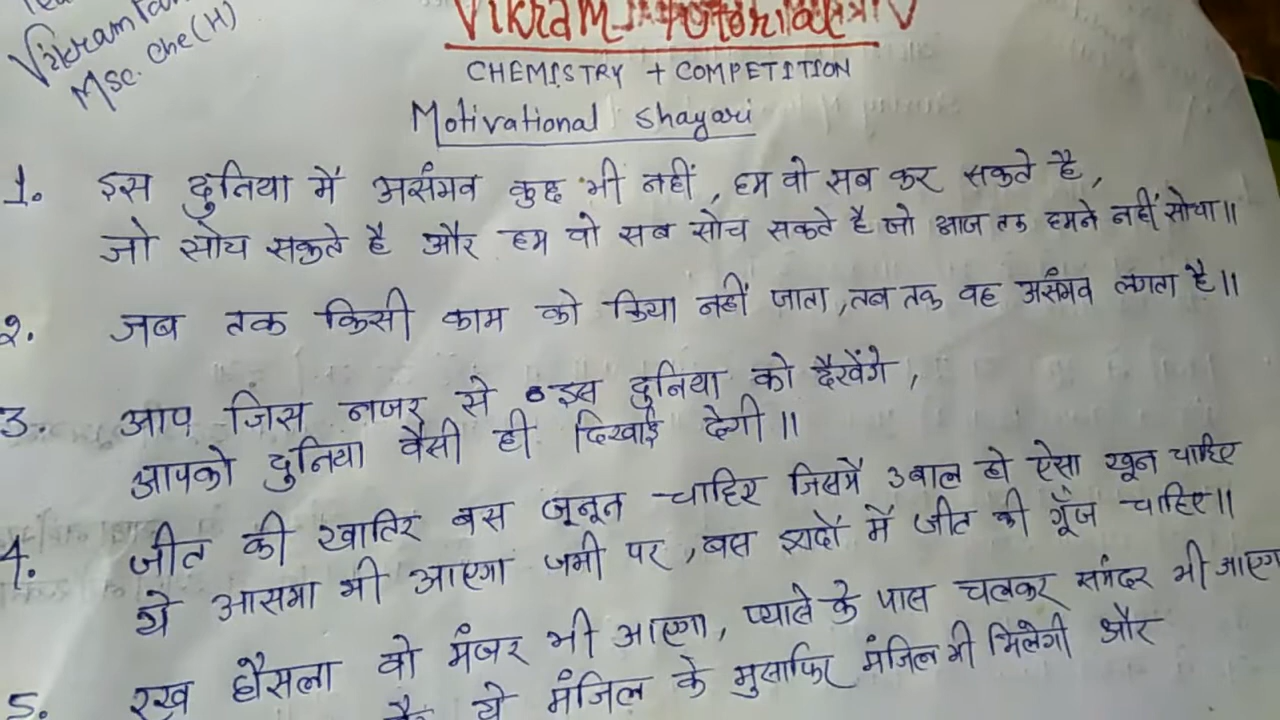 Vikram
Msc. Che(H)
Vikram
CHEMISTRY + COMPETITION
Motivational Shayari
1. इस दुनिया में असंभव कुछ भी नहीं, हम वो सब कर सकते है,
जो सोच सकते है और हम वो सब सोच सकते है जो आज तक हमने नहीं सोचा॥
2. जब तक किसी काम को किया नहीं जाता, तब तक वह असंभव लगता है॥
3. आप जिस नजर से इस दुनिया को देखेंगे,
आपको दुनिया वैसी ही दिखाई देगी॥
4. जीत की खातिर बस जूनून चाहिए जिसमें उबाल हो ऐसा खून चाहिए
ये आसमा भी आएगा जमी पर, बस इरादों में जीत की गूँज चाहिए॥
5. रख हौसला वो मंजर भी आएगा, प्यासे के पास चलकर समंदर भी आएगा
ये मंजिल के मुसाफिर मंजिल भी मिलेगी और